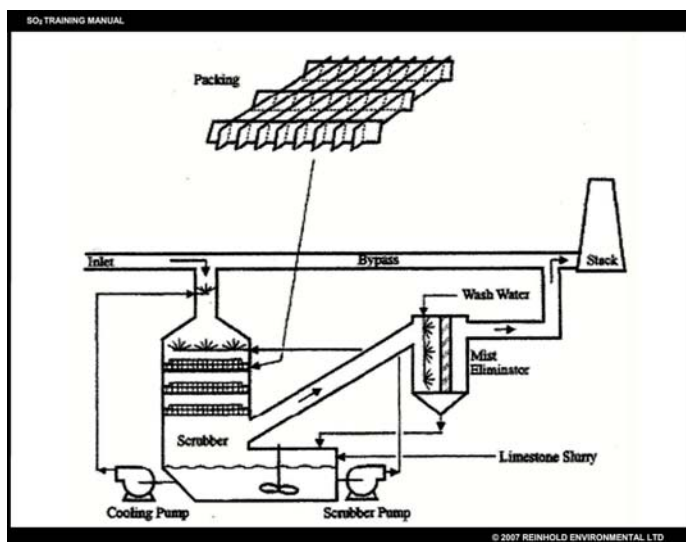 SO₂ TRAINING MANUAL
Packing
Inlet
Bypass
Stack
Wash Water
Mist
Eliminator
Scrubber
Limestone Slurry
Cooling Pump
Scrubber Pump
© 2007 REINHOLD ENVIRONMENTAL LTD